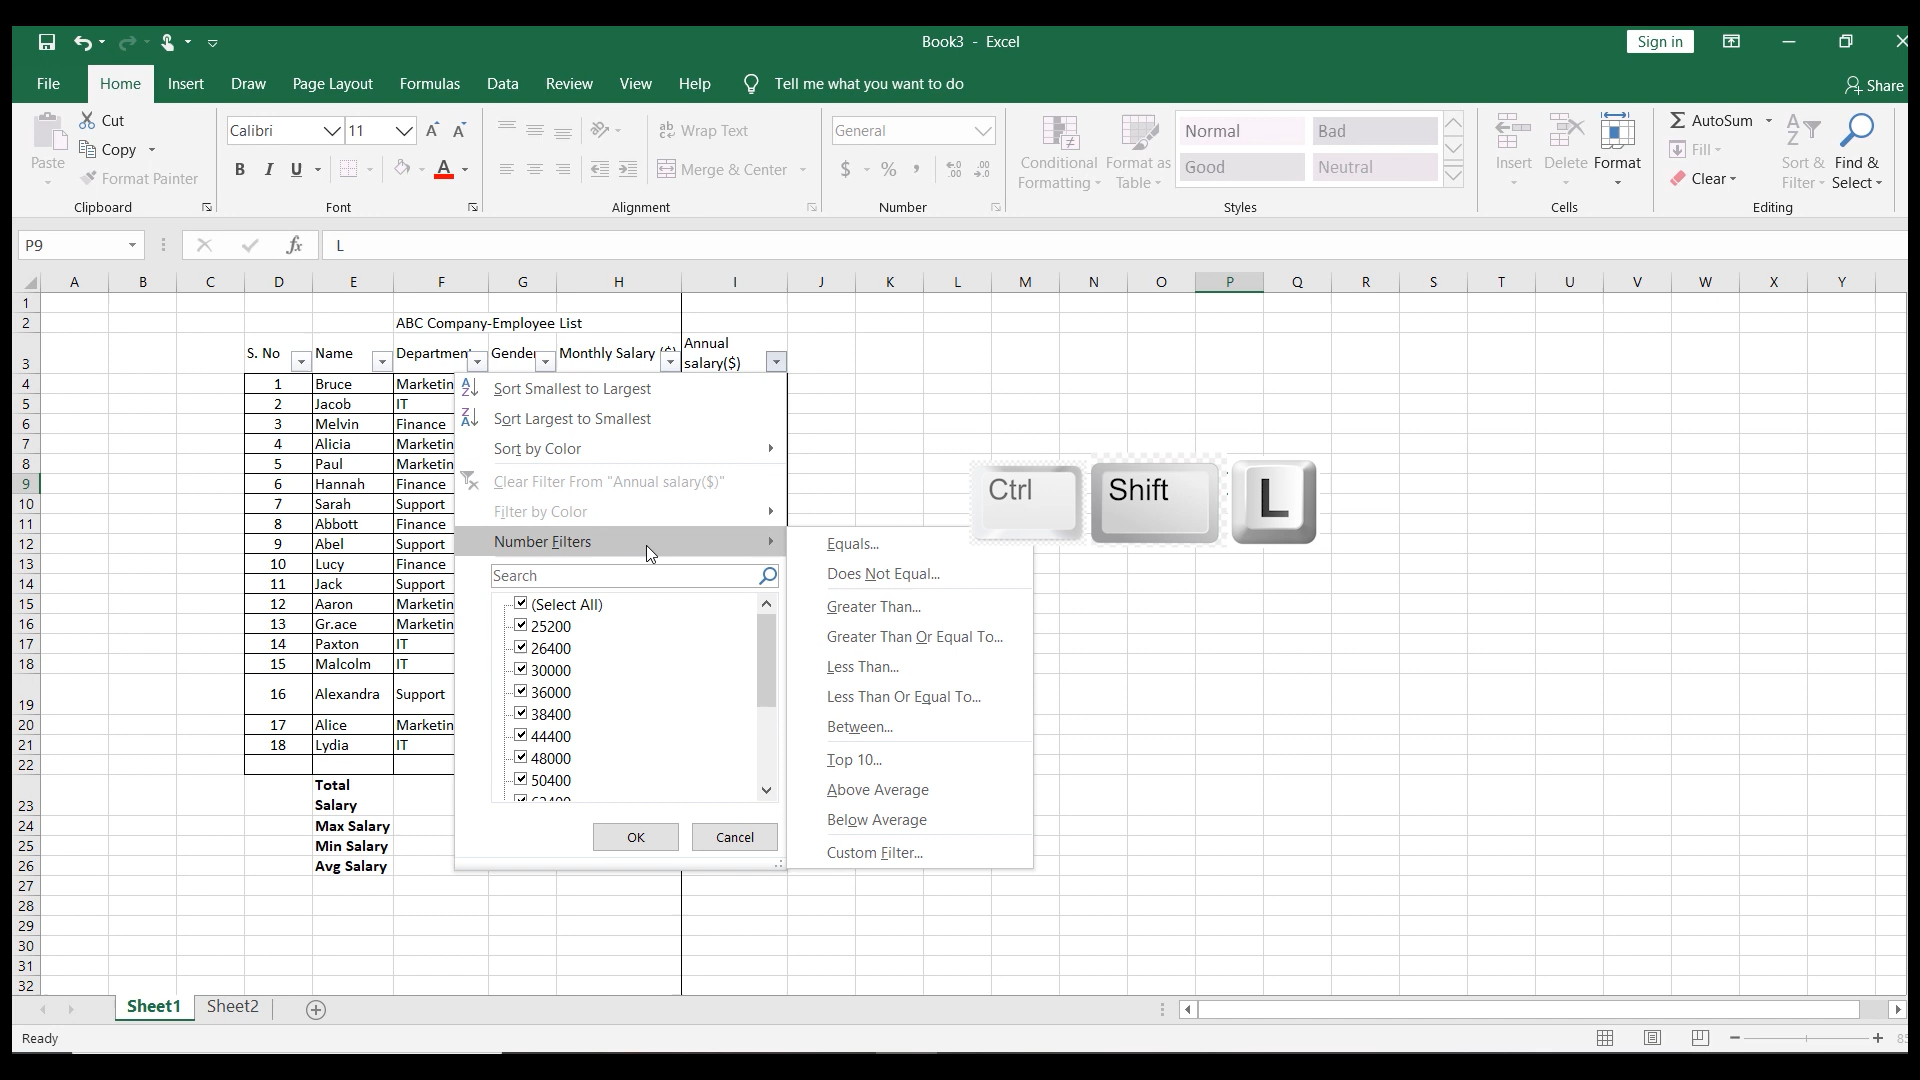 Book3 - Excel
Sign in
File Home Insert Draw Page Layout Formulas Data Review View Help Tell me what you want to do
Share
Paste
Cut
Copy
Format Painter
Clipboard
Calibri 11
B I U A
Font
Wrap Text
Merge & Center
Alignment
General
$ % ,
Number
Conditional Formatting
Format as Table
Normal Bad
Good Neutral
Styles
Insert Delete Format
Cells
AutoSum
Fill
Clear
Sort & Filter
Find & Select
Editing
P9 fx L
A B C D E F G H I J K L M N O P Q R S T U V W X Y
1
2 ABC Company-Employee List
3 S. No Name Department Gende Monthly Salary ($) Annual salary($)
4 1 Bruce Marketin
5 2 Jacob IT
6 3 Melvin Finance
7 4 Alicia Marketin
8 5 Paul Marketin
9 6 Hannah Finance
10 7 Sarah Support
11 8 Abbott Finance
12 9 Abel Support
13 10 Lucy Finance
14 11 Jack Support
15 12 Aaron Marketin
16 13 Gr.ace Marketin
17 14 Paxton IT
18 15 Malcolm IT
19 16 Alexandra Support
20 17 Alice Marketin
21 18 Lydia IT
22
23 Total Salary
24 Max Salary
25 Min Salary
26 Avg Salary
27
28
29
30
31
32
Sort Smallest to Largest
Sort Largest to Smallest
Sort by Color
Clear Filter From "Annual salary($)"
Filter by Color
Number Filters
Search
(Select All)
25200
26400
30000
36000
38400
44400
48000
50400
62400
OK Cancel
Equals...
Does Not Equal...
Greater Than...
Greater Than Or Equal To...
Less Than...
Less Than Or Equal To...
Between...
Top 10...
Above Average
Below Average
Custom Filter...
Ctrl Shift L
Sheet1 Sheet2
Ready